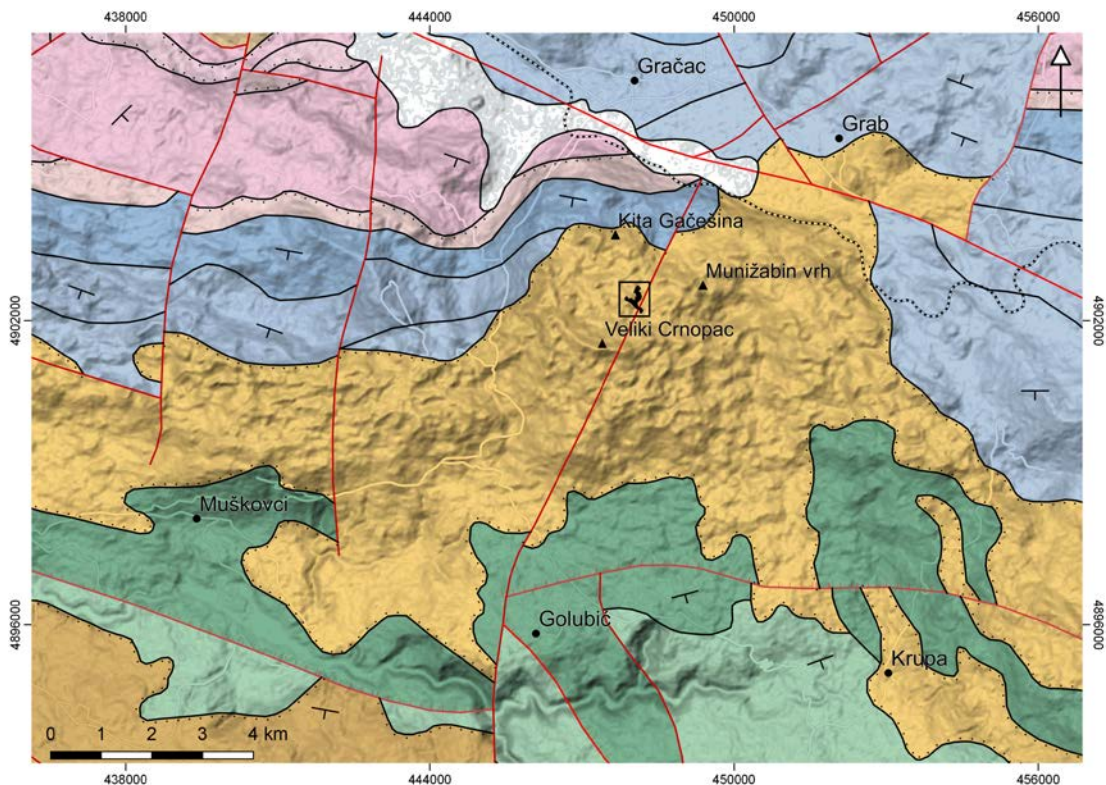 438000
444000
450000
456000
Gračac
Grab
Kita Gačešina
Munižabin vrh
4902000
4902000
Veliki Crnopac
Muškovci
4896000
4896000
Golubič
Krupa
0 1 2 3 4 km
438000
444000
450000
456000